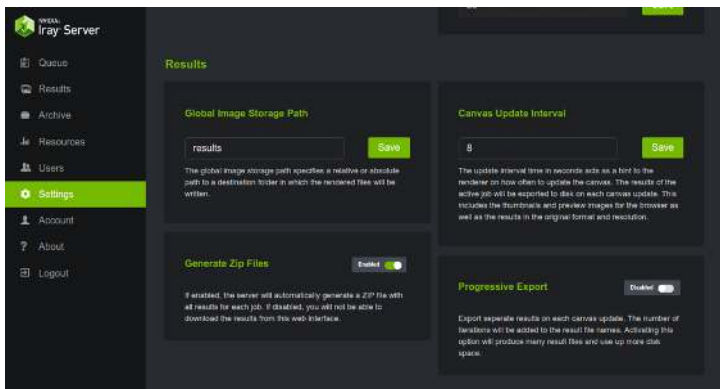 NVIDIA.
Iray Server
Queue
Results
Archive
Resources
Users
Settings
Account
About
Logout
Results
Global Image Storage Path
results
Save
The global image storage path specifies a relative or absolute
path to a destination folder in which the rendered files will be
written.
Generate Zip Files
Enabled
If enabled, the server will automatically generate a ZIP file with
all results for each job. If disabled, you will not be able to
download the results from this web interface.
Canvas Update Interval
8
Save
The update interval time in seconds acts as a hint to the
renderer on how often to update the canvas. The results of the
active job will be exported to disk on each canvas update. This
includes the thumbnails and preview images for the browser as
well as the results in the original format and resolution.
Progressive Export
Disabled
Export seperate results on each canvas update. The number of
iterations will be added to the result file names. Activating this
option will produce many result files and use up more disk
space.